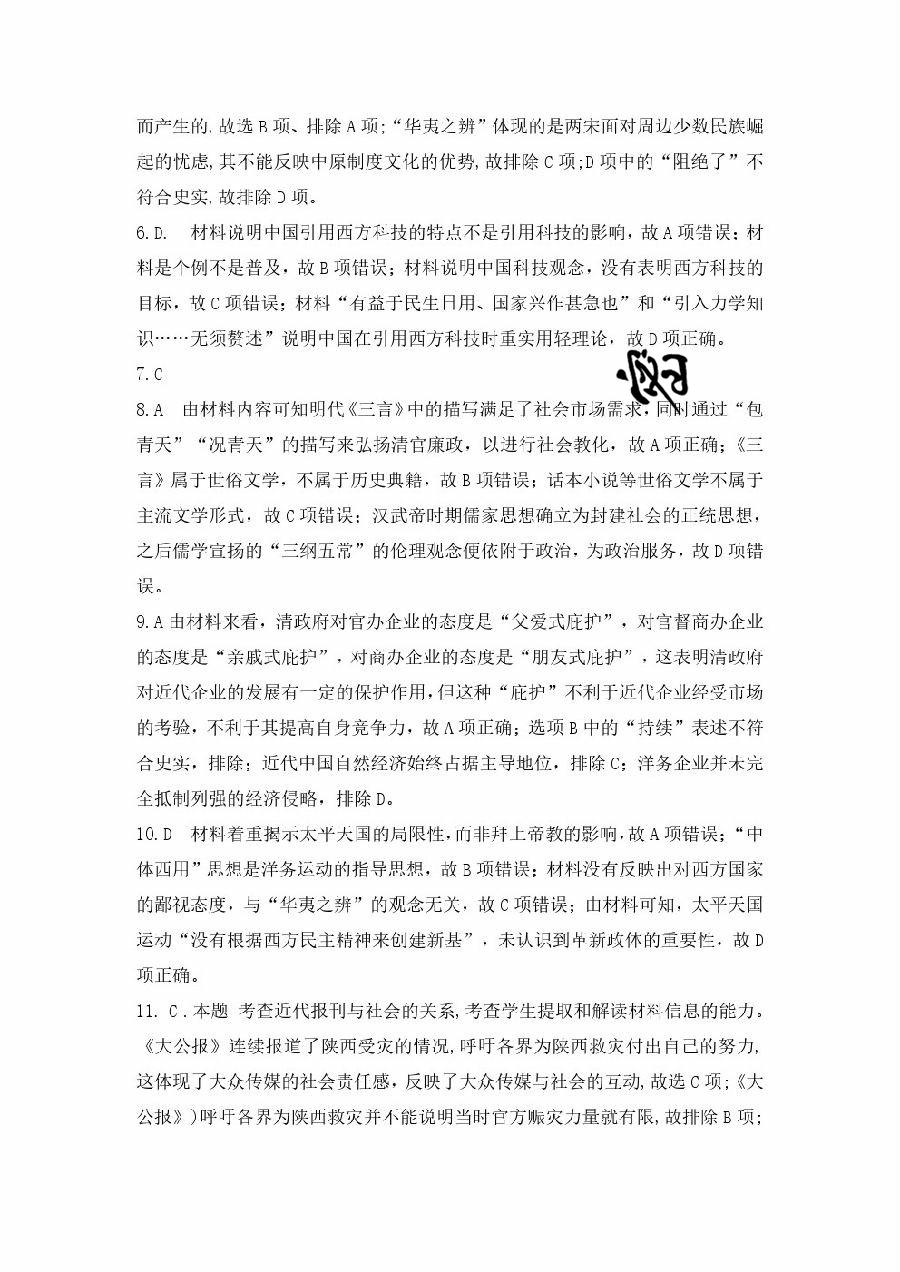 而产生的,故选B项、排除A项;“华夷之辨”体现的是两宋面对周边少数民族崛
起的忧虑,其不能反映中原制度文化的优势,故排除C项;D项中的“阻绝了”不
符合史实,故排除D项。
6.D. 材料说明中国引用西方科技的特点不是引用科技的影响，故A项错误；材
料是个例不是普及，故B项错误；材料说明中国科技观念，没有表明西方科技的
目标，故C项错误；材料“有益于民生日用、国家兴作甚急也”和“引入力学知
识……无须赘述”说明中国在引用西方科技时重实用轻理论，故D项正确。
7.C
8.A 由材料内容可知明代《三言》中的描写满足了社会市场需求，同时通过“包
青天”“况青天”的描写来弘扬清官廉政，以进行社会教化，故A项正确；《三
言》属于世俗文学，不属于历史典籍，故B项错误；话本小说等世俗文学不属于
主流文学形式，故C项错误；汉武帝时期儒家思想确立为封建社会的正统思想，
之后儒学宣扬的“三纲五常”的伦理观念便依附于政治，为政治服务，故D项错
误。
9.A由材料来看，清政府对官办企业的态度是“父爱式庇护”，对官督商办企业
的态度是“亲戚式庇护”，对商办企业的态度是“朋友式庇护”，这表明清政府
对近代企业的发展有一定的保护作用,但这种“庇护”不利于近代企业经受市场
的考验，不利于其提高自身竞争力，故A项正确；选项B中的“持续”表述不符
合史实，排除；近代中国自然经济始终占据主导地位，排除C；洋务企业并未完
全抵制列强的经济侵略，排除D。
10.D 材料着重揭示太平天国的局限性,而非拜上帝教的影响,故A项错误；“中
体西用”思想是洋务运动的指导思想，故B项错误；材料没有反映出对西方国家
的鄙视态度，与“华夷之辨”的观念无关，故C项错误；由材料可知，太平天国
运动“没有根据西方民主精神来创建新基”，未认识到革新政体的重要性，故D
项正确。
11. C.本题 考查近代报刊与社会的关系,考查学生提取和解读材料信息的能力。
《大公报》连续报道了陕西受灾的情况,呼吁各界为陕西救灾付出自己的努力,
这体现了大众传媒的社会责任感，反映了大众传媒与社会的互动,故选C项;《大
公报》)呼吁各界为陕西救灾并不能说明当时官方赈灾力量就有限,故排除B项;